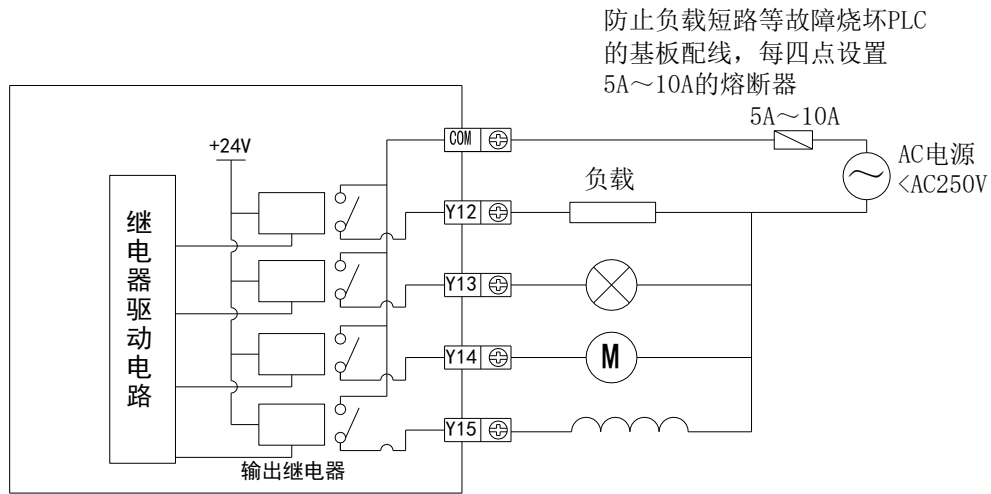 防止负载短路等故障烧坏PLC
的基板配线，每四点设置
5A～10A的熔断器
5A～10A
+24V
COM
AC电源
<AC250V
负载
Y12
继电器驱动电路
Y13
Y14
M
Y15
输出继电器